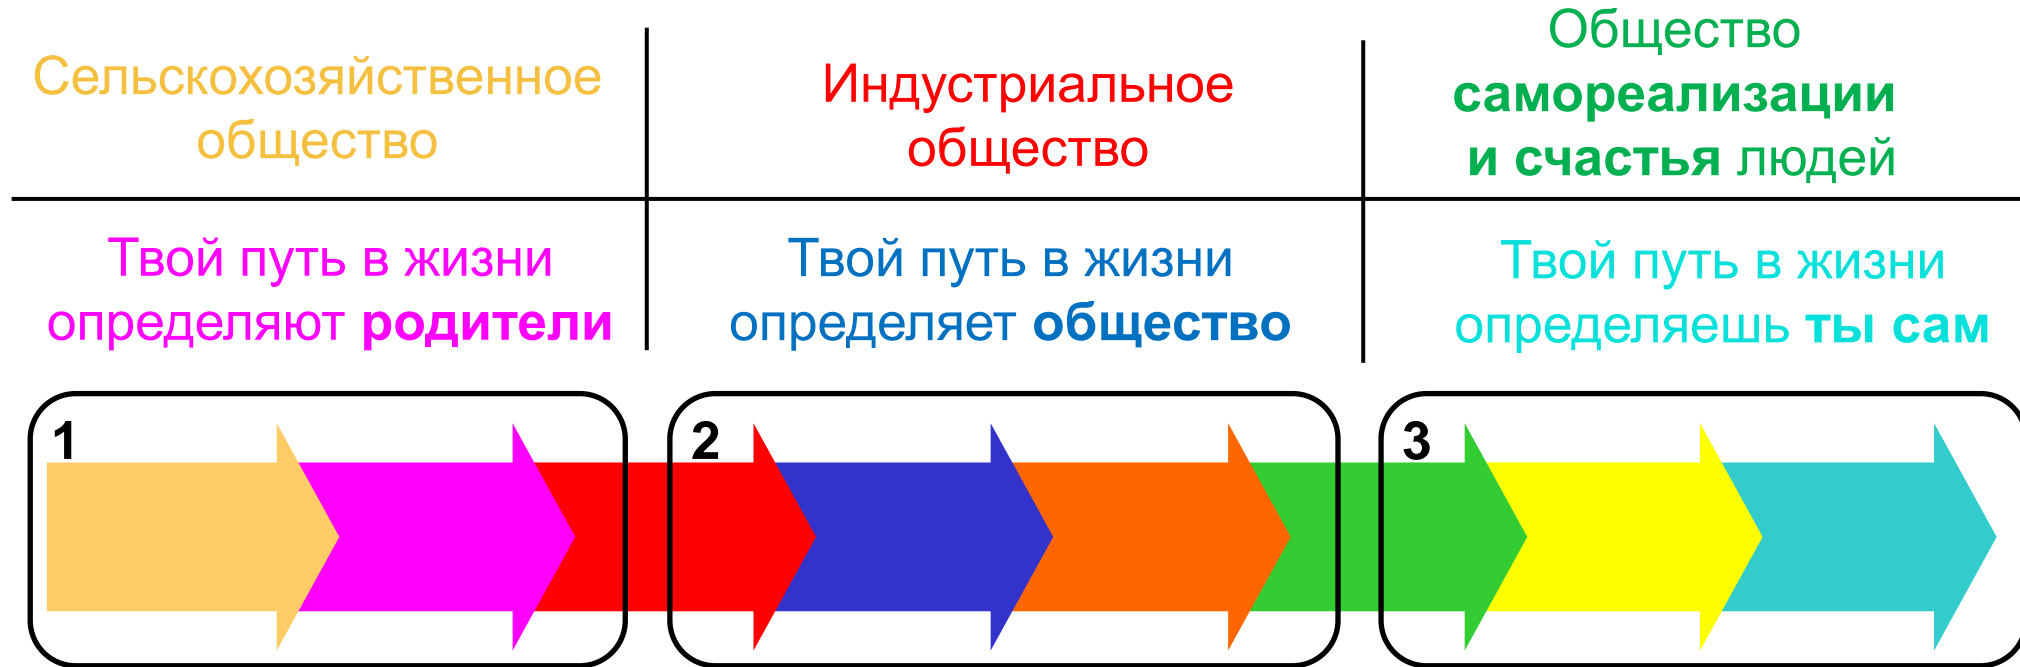 Сельскохозяйственное
общество
Индустриальное
общество
Общество
самореализации
и счастья людей
Твой путь в жизни
определяют родители
Твой путь в жизни
определяет общество
Твой путь в жизни
определяешь ты сам
1
2
3